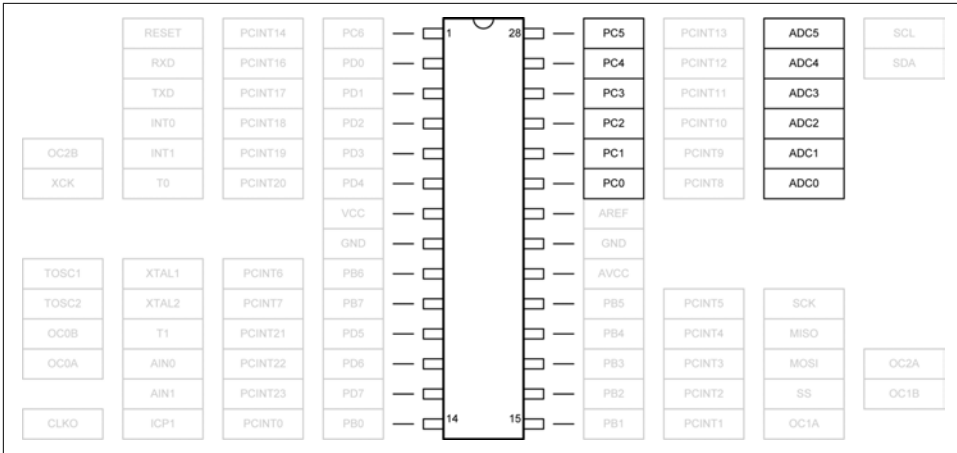 RESET PCINT14 PC6 1 28 PC5 PCINT13 ADC5 SCL
RXD PCINT16 PD0 PC4 PCINT12 ADC4 SDA
TXD PCINT17 PD1 PC3 PCINT11 ADC3
INT0 PCINT18 PD2 PC2 PCINT10 ADC2
OC2B INT1 PCINT19 PD3 PC1 PCINT9 ADC1
XCK T0 PCINT20 PD4 PC0 PCINT8 ADC0
VCC AREF
GND GND
TOSC1 XTAL1 PCINT6 PB6 AVCC
TOSC2 XTAL2 PCINT7 PB7 PB5 PCINT5 SCK
OC0B T1 PCINT21 PD5 PB4 PCINT4 MISO
OC0A AIN0 PCINT22 PD6 PB3 PCINT3 MOSI OC2A
AIN1 PCINT23 PD7 PB2 PCINT2 SS OC1B
CLKO ICP1 PCINT0 PB0 14 15 PB1 PCINT1 OC1A